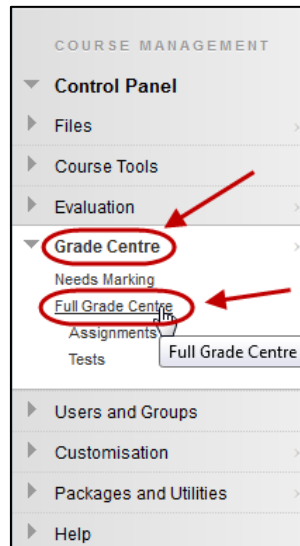 COURSE MANAGEMENT
Control Panel
Files
Course Tools
Evaluation
Grade Centre
Needs Marking
Full Grade Centre
Assignments
Full Grade Centre
Tests
Users and Groups
Customisation
Packages and Utilities
Help